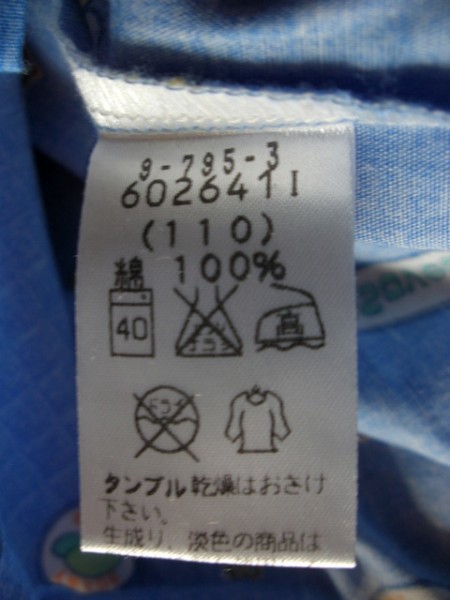 9-795-3
6026411
(110)
綿 100%
40
高
タンブル乾燥はおさけ
下さい。
生成り、淡色の商品は